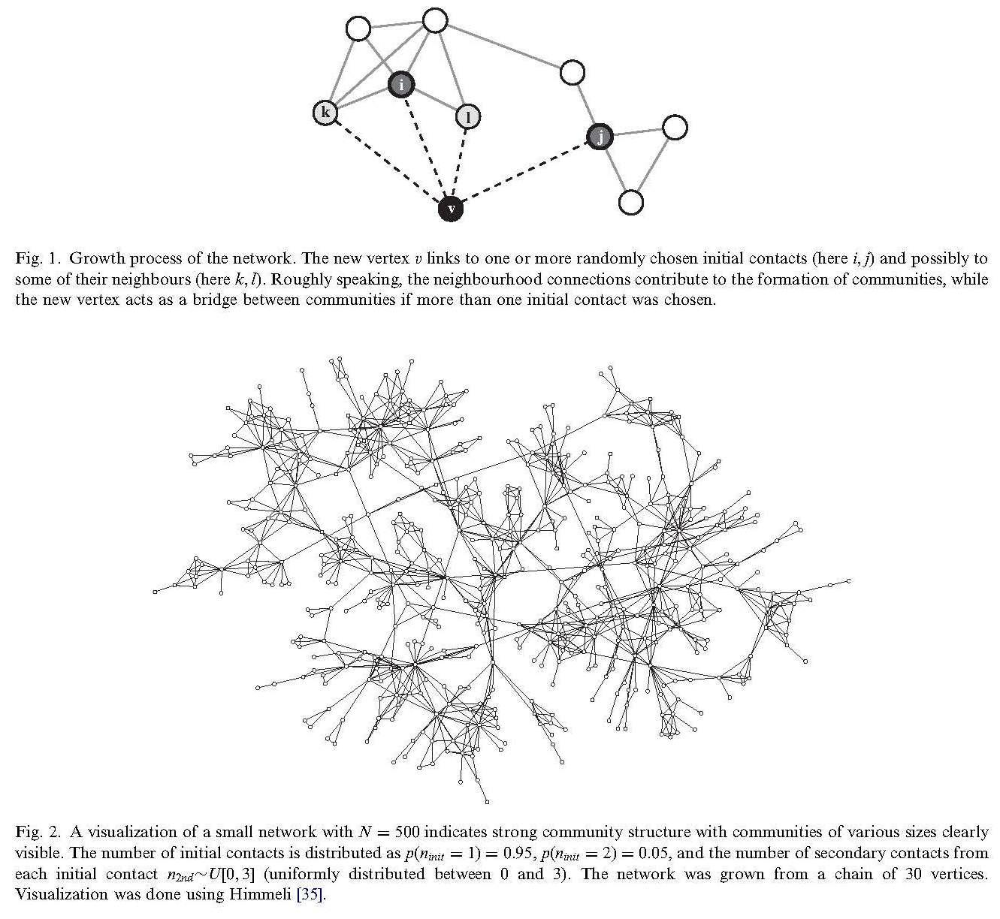 i
k
l
j
v
Fig. 1. Growth process of the network. The new vertex v links to one or more randomly chosen initial contacts (here i, j) and possibly to
some of their neighbours (here k, l). Roughly speaking, the neighbourhood connections contribute to the formation of communities, while
the new vertex acts as a bridge between communities if more than one initial contact was chosen.
Fig. 2. A visualization of a small network with N = 500 indicates strong community structure with communities of various sizes clearly
visible. The number of initial contacts is distributed as p(n_init = 1) = 0.95, p(n_init = 2) = 0.05, and the number of secondary contacts from
each initial contact n_2nd~U[0, 3] (uniformly distributed between 0 and 3). The network was grown from a chain of 30 vertices.
Visualization was done using Himmeli [35].